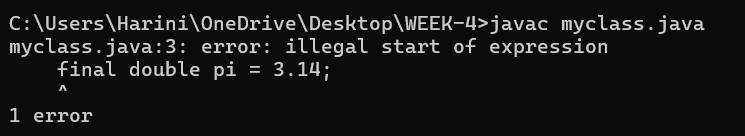 C:\Users\Harini\OneDrive\Desktop\WEEK-4>javac myclass.java
myclass.java:3: error: illegal start of expression
    final double pi = 3.14;
    ^
1 error